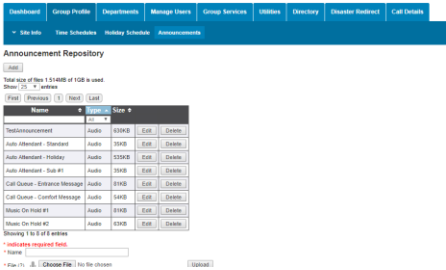 Dashboard Group Profile Departments Manage Users Group Services Utilities Directory Disaster Redirect Call Details
Site Info Time Schedules Holiday Schedule Announcements
Announcement Repository
Add
Total size of files 1.514MB of 1GB is used.
Show 25 entries
First Previous 1 Next Last
Name Type Size
All
TestAnnouncement Audio 630KB Edit Delete
Auto Attendant - Standard Audio 35KB Edit Delete
Auto Attendant - Holiday Audio 535KB Edit Delete
Auto Attendant - Sub #1 Audio 35KB Edit Delete
Call Queue - Entrance Message Audio 81KB Edit Delete
Call Queue - Comfort Message Audio 54KB Edit Delete
Music On Hold #1 Audio 81KB Edit Delete
Music On Hold #2 Audio 63KB Edit Delete
Showing 1 to 8 of 8 entries
* indicates required field.
* Name
* File (?) Choose File No file chosen Upload